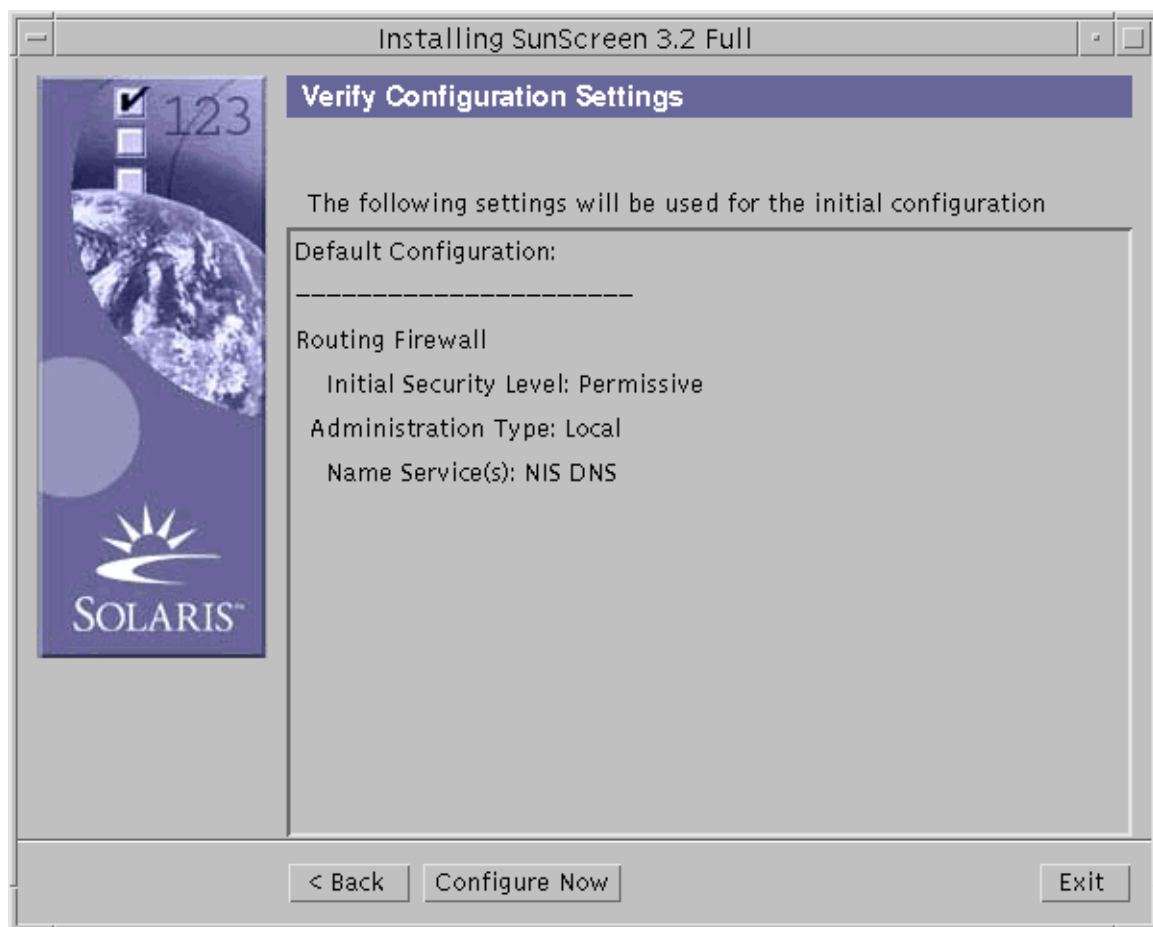 Installing SunScreen 3.2 Full
123
Verify Configuration Settings
The following settings will be used for the initial configuration
Default Configuration:
----------------------
Routing Firewall
Initial Security Level: Permissive
Administration Type: Local
Name Service(s): NIS DNS
SOLARIS™
< Back
Configure Now
Exit